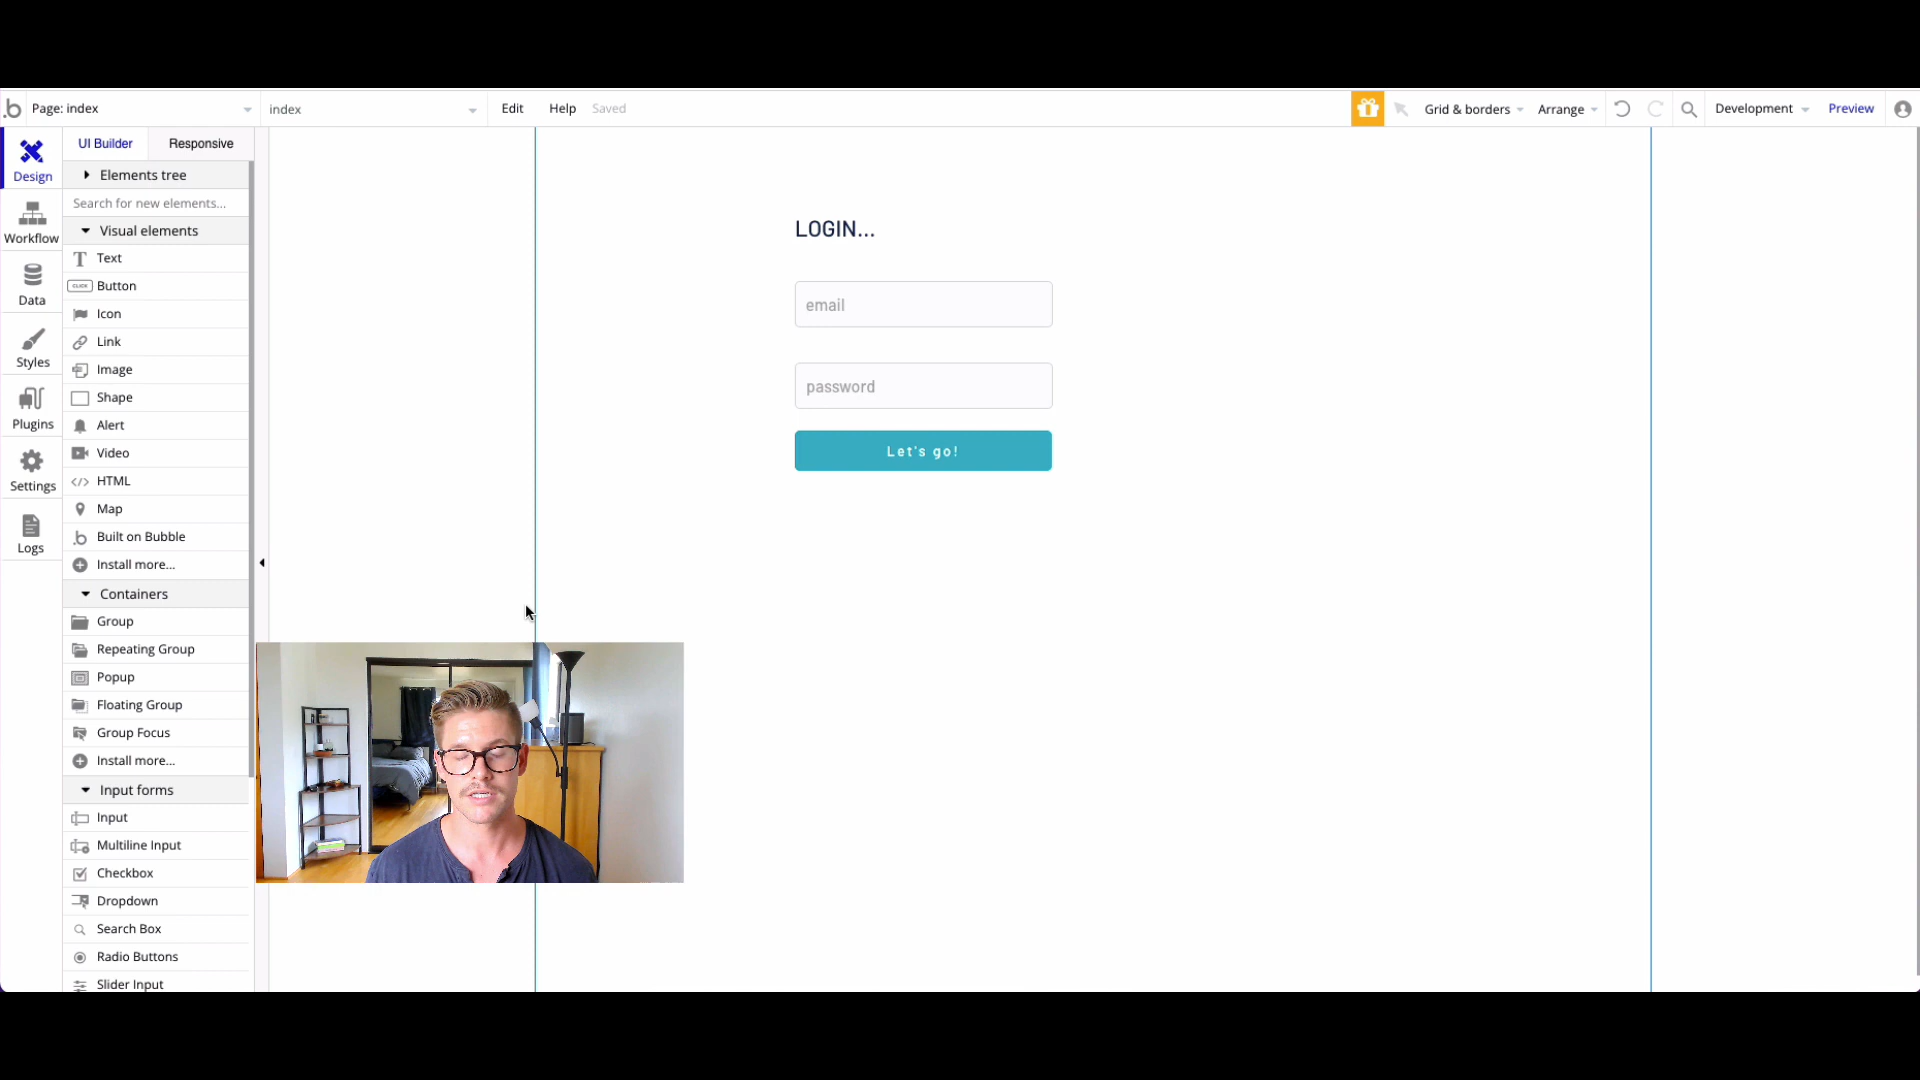 b Page: index
index
Edit
Help
Saved
Grid & borders
Arrange
Development
Preview
Design
Workflow
Data
Styles
Plugins
Settings
Logs
UI Builder
Responsive
Elements tree
Search for new elements...
Visual elements
Text
CLICK Button
Icon
Link
Image
Shape
Alert
Video
</> HTML
Map
b Built on Bubble
Install more...
Containers
Group
Repeating Group
Popup
Floating Group
Group Focus
Install more...
Input forms
Input
Multiline Input
Checkbox
Dropdown
Search Box
Radio Buttons
Slider Input
LOGIN...
email
password
Let's go!